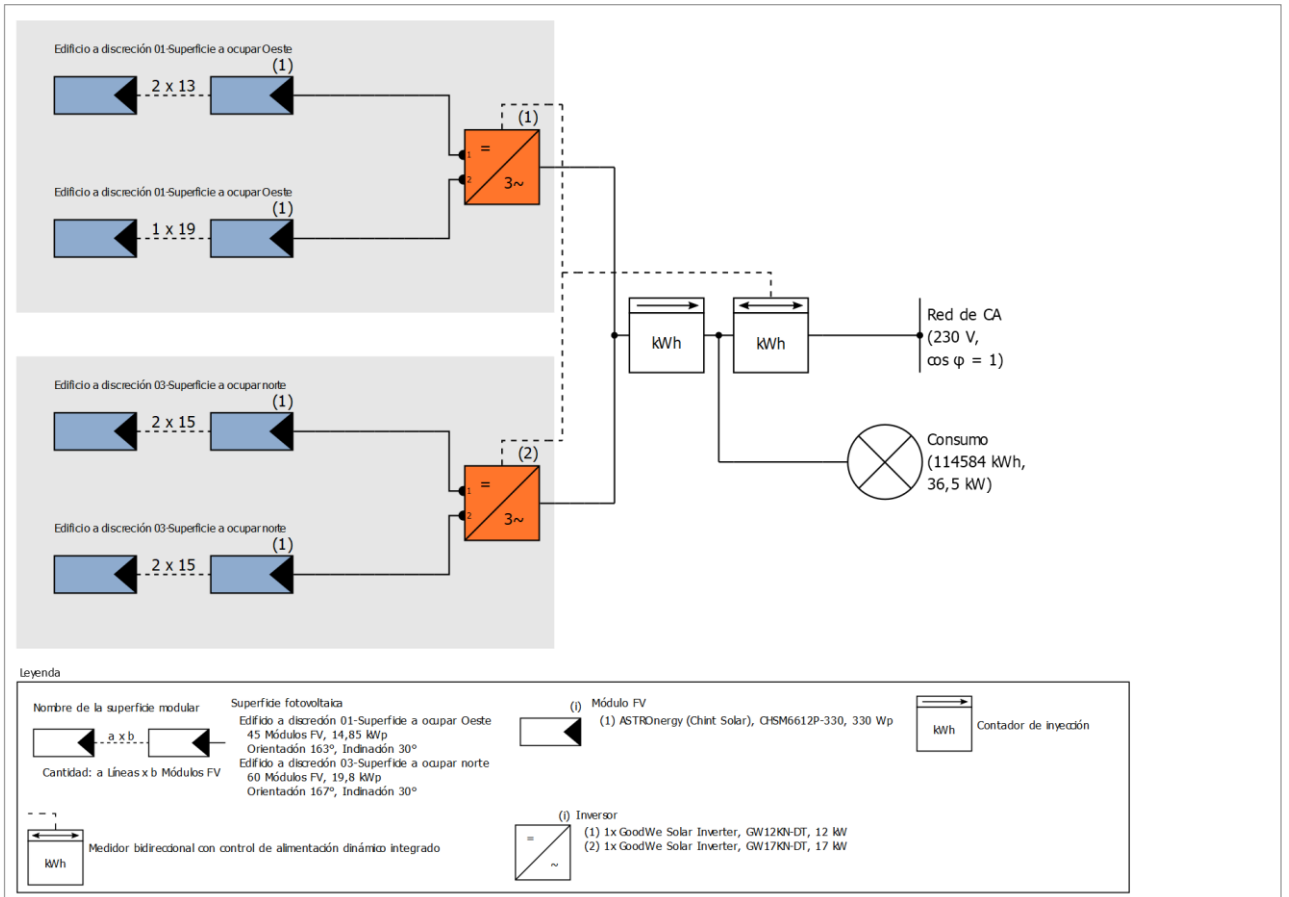 Edificio a discreción 01-Superficie a ocupar Oeste
(1)
2 x 13
(1)
=
1
2
3~
Edificio a discreción 01-Superficie a ocupar Oeste
(1)
1 x 19
kWh
kWh
Red de CA
(230 V,
cos φ = 1)
Edificio a discreción 03-Superficie a ocupar norte
(1)
2 x 15
(2)
=
1
2
3~
Consumo
(114584 kWh,
36,5 kW)
Edificio a discreción 03-Superficie a ocupar norte
(1)
2 x 15
Leyenda
Nombre de la superficie modular
a x b
Cantidad: a Líneas x b Módulos FV
Superficie fotovoltaica
Edificio a discreción 01-Superficie a ocupar Oeste
45 Módulos FV, 14,85 kWp
Orientación 163°, Inclinación 30°
Edificio a discreción 03-Superficie a ocupar norte
60 Módulos FV, 19,8 kWp
Orientación 167°, Inclinación 30°
(i) Módulo FV
(1) ASTROnergy (Chint Solar), CHSM6612P-330, 330 Wp
kWh
Contador de inyección
kWh
Medidor bidireccional con control de alimentación dinámico integrado
(i) Inversor
=
~
(1) 1x GoodWe Solar Inverter, GW12KN-DT, 12 kW
(2) 1x GoodWe Solar Inverter, GW17KN-DT, 17 kW